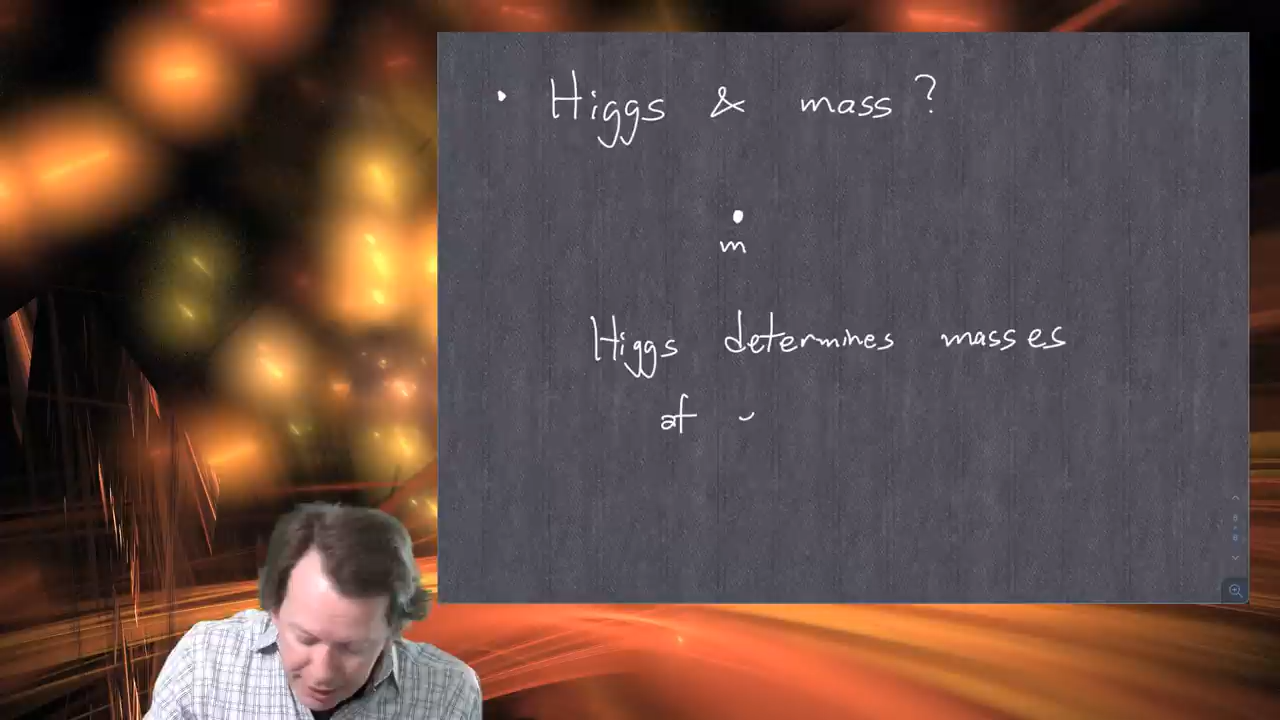 • Higgs & mass?
m
Higgs determines masses
of